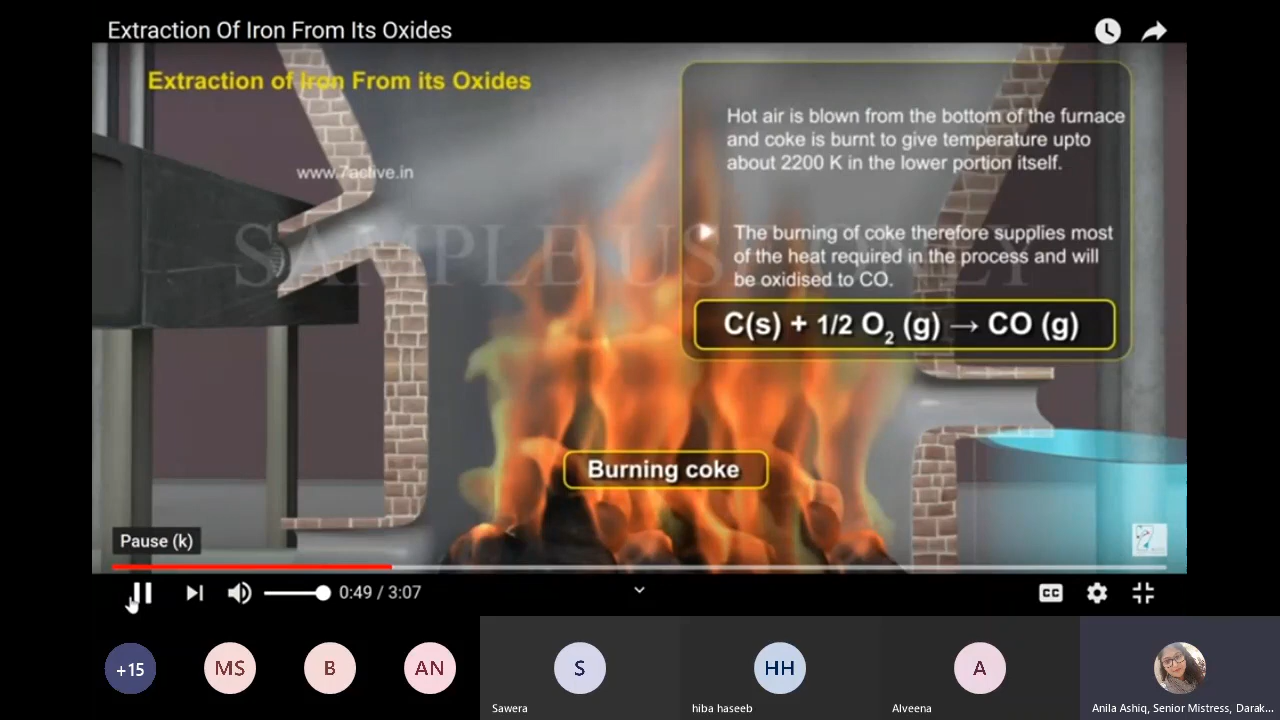 Extraction Of Iron From Its Oxides
Extraction of Iron From its Oxides
www.7active.in
SAMPLE USE ONLY
Hot air is blown from the bottom of the furnace
and coke is burnt to give temperature upto
about 2200 K in the lower portion itself.
The burning of coke therefore supplies most
of the heat required in the process and will
be oxidised to CO.
C(s) + 1/2 O2 (g) → CO (g)
Burning coke
Pause (k)
0:49 / 3:07
CC
+15
MS
B
AN
S
HH
A
Sawera
hiba haseeb
Alveena
Anila Ashiq, Senior Mistress, Darak...